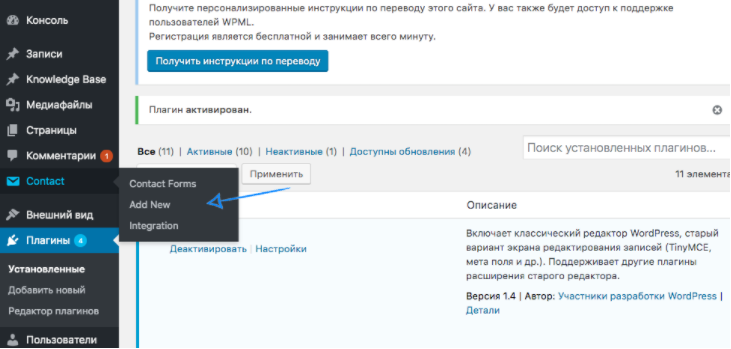 Консоль
Записи
Knowledge Base
Медиафайлы
Страницы
Комментарии 1
Contact
Внешний вид
Плагины 4
Установленные
Добавить новый
Редактор плагинов
Пользователи
Contact Forms
Add New
Integration
Получите персонализированные инструкции по переводу этого сайта. У вас также будет доступ к поддержке
пользователей WPML.
Регистрация является бесплатной и занимает всего минуту.
Получить инструкции по переводу
Плагин активирован.
Все (11) | Активные (10) | Неактивные (1) | Доступны обновления (4)
Поиск установленных плагинов...
Применить
11 элемента
Описание
Деактивировать | Настройки
Включает классический редактор WordPress, старый
вариант экрана редактирования записей (TinyMCE,
мета поля и др.). Поддерживает другие плагины
расширения старого редактора.
Версия 1.4 | Автор: Участники разработки WordPress |
Детали